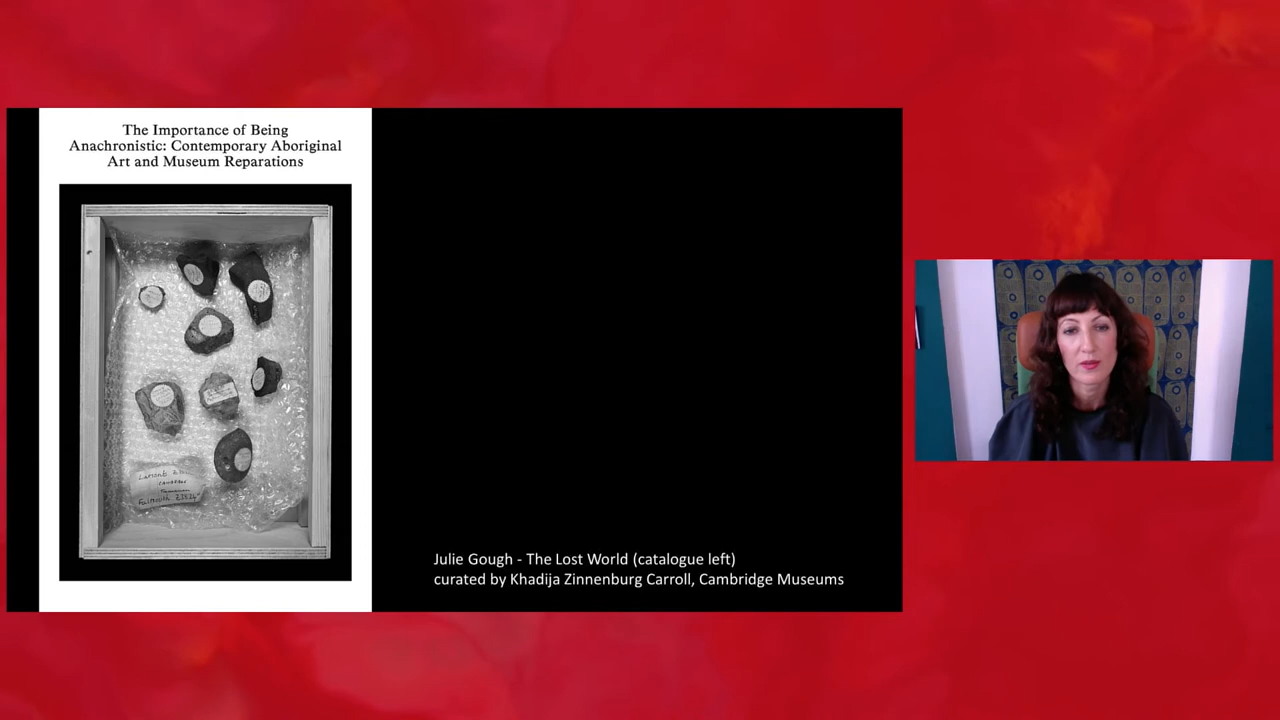 The Importance of Being
Anachronistic: Contemporary Aboriginal
Art and Museum Reparations
Falmouth
Julie Gough - The Lost World (catalogue left)
curated by Khadija Zinnenburg Carroll, Cambridge Museums